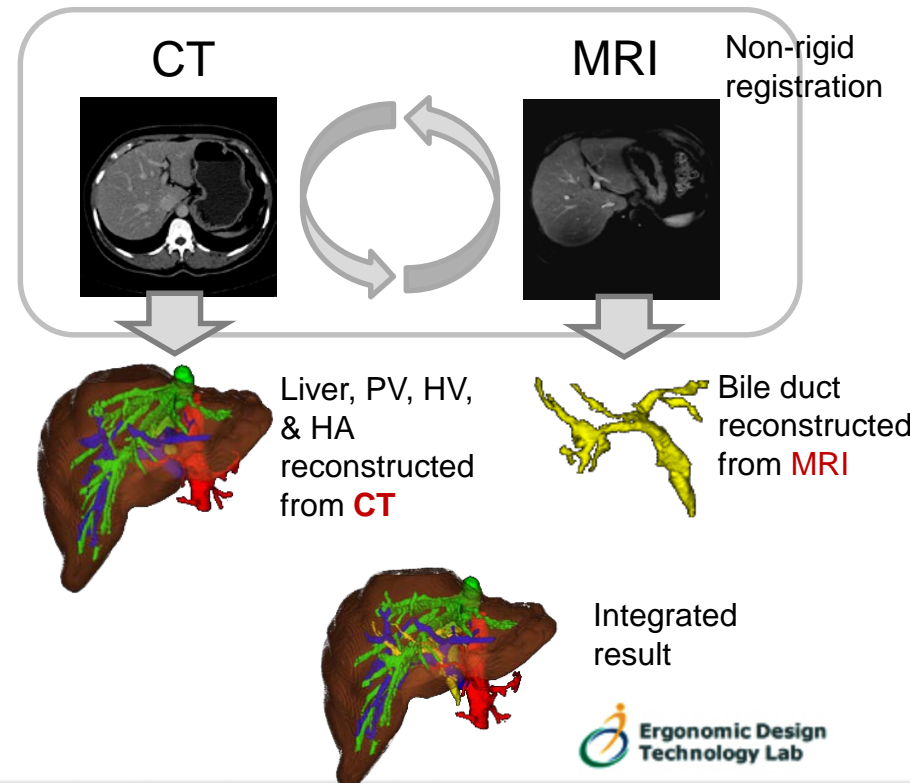 CT
MRI
Non-rigid
registration
Liver, PV, HV,
& HA
reconstructed
from CT
Bile duct
reconstructed
from MRI
Integrated
result
Ergonomic Design
Technology Lab